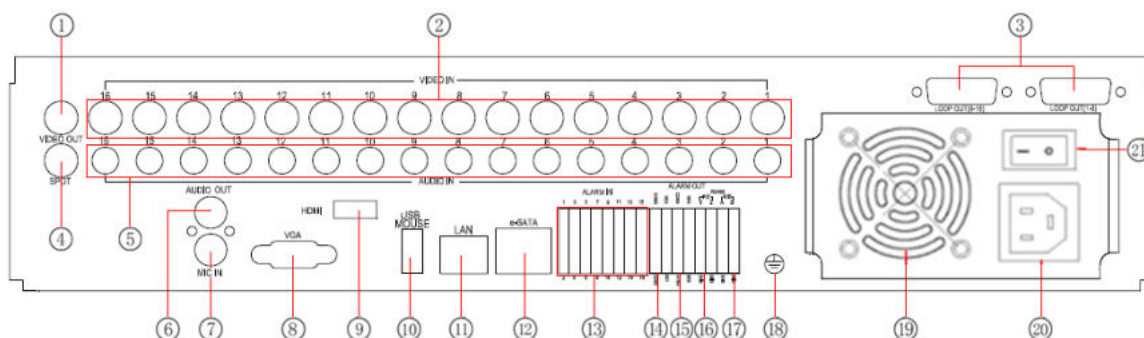 ① ② ③
VIDEO IN
16 15 14 13 12 11 10 9 8 7 6 5 4 3 2 1
LOOP OUT(9-16) LOOP OUT(1-8)
VIDEO OUT
16 15 14 13 12 11 10 9 8 7 6 5 4 3 2 1
㉑
SPOT
AUDIO IN
AUDIO OUT
ALARM IN
ALARM OUT
HDMI
USB
MOUSE
LAN
e-SATA
VGA
MIC IN
④ ⑤
⑥ ⑦ ⑧ ⑨ ⑩ ⑪ ⑫ ⑬ ⑭ ⑮ ⑯ ⑰ ⑱ ⑲ ⑳